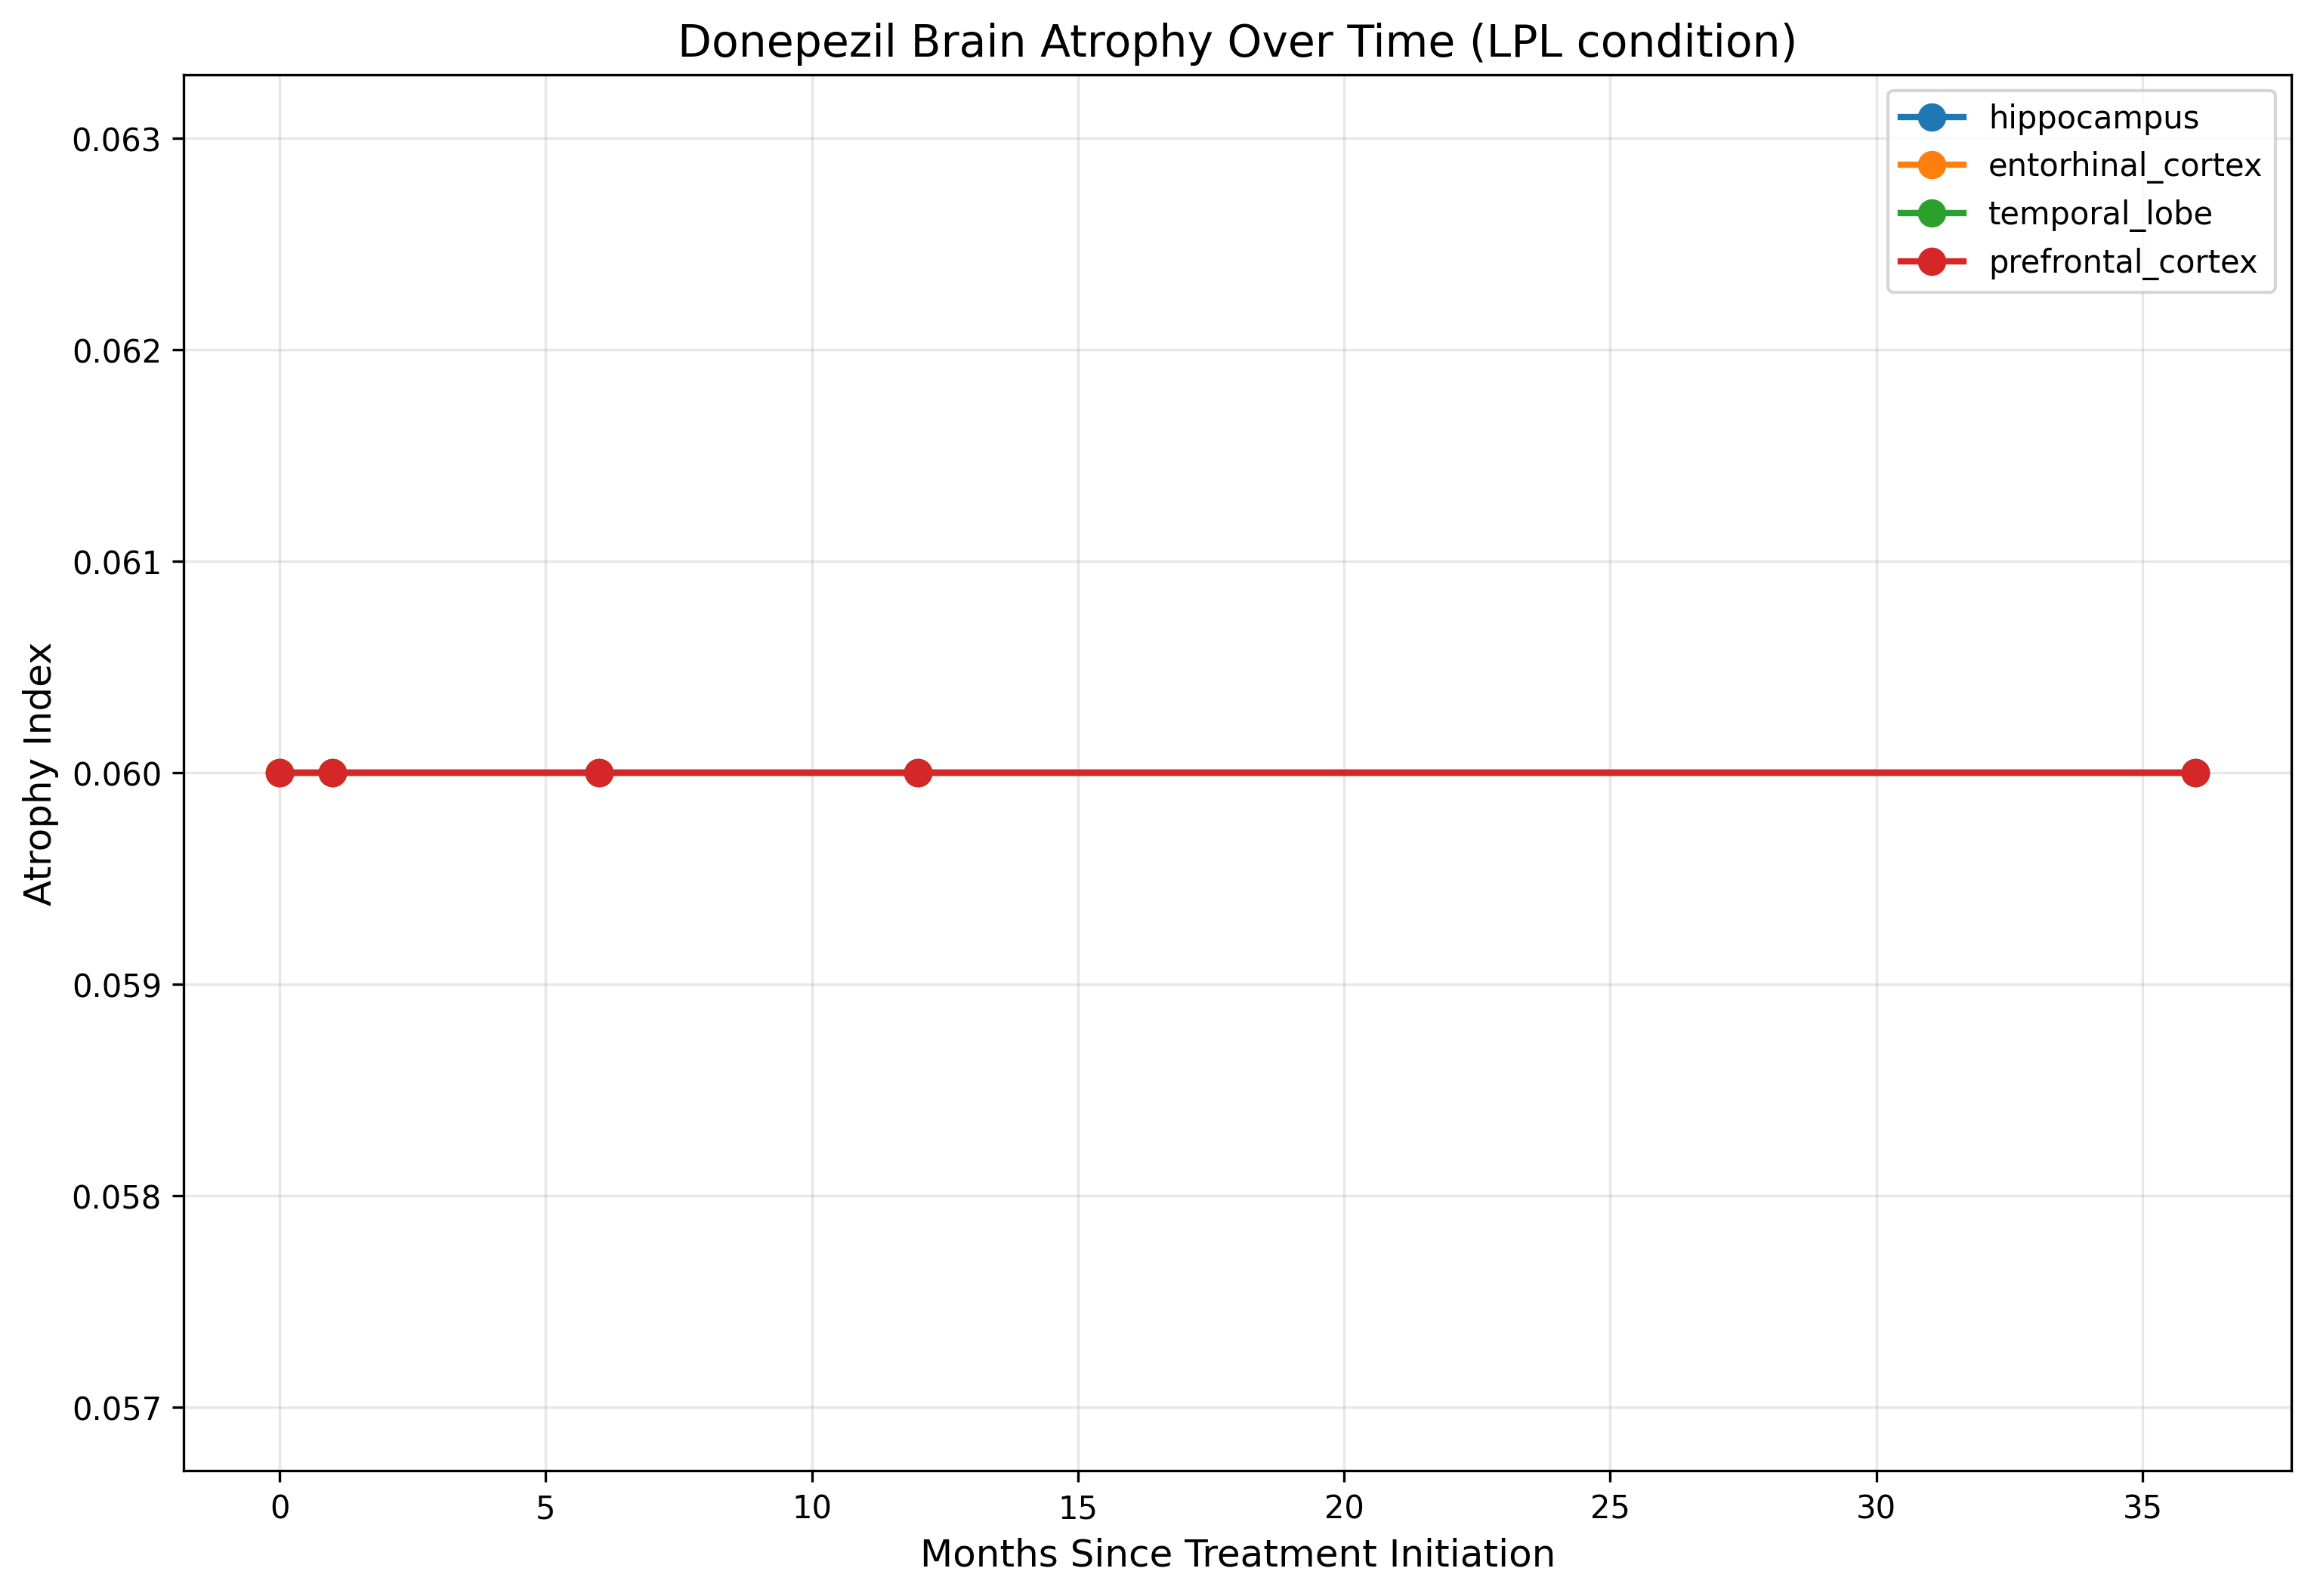 Donepezil Brain Atrophy Over Time (LPL condition)
hippocampus
entorhinal_cortex
temporal_lobe
prefrontal_cortex
Atrophy Index
0.063
0.062
0.061
0.060
0.059
0.058
0.057
0 5 10 15 20 25 30 35
Months Since Treatment Initiation